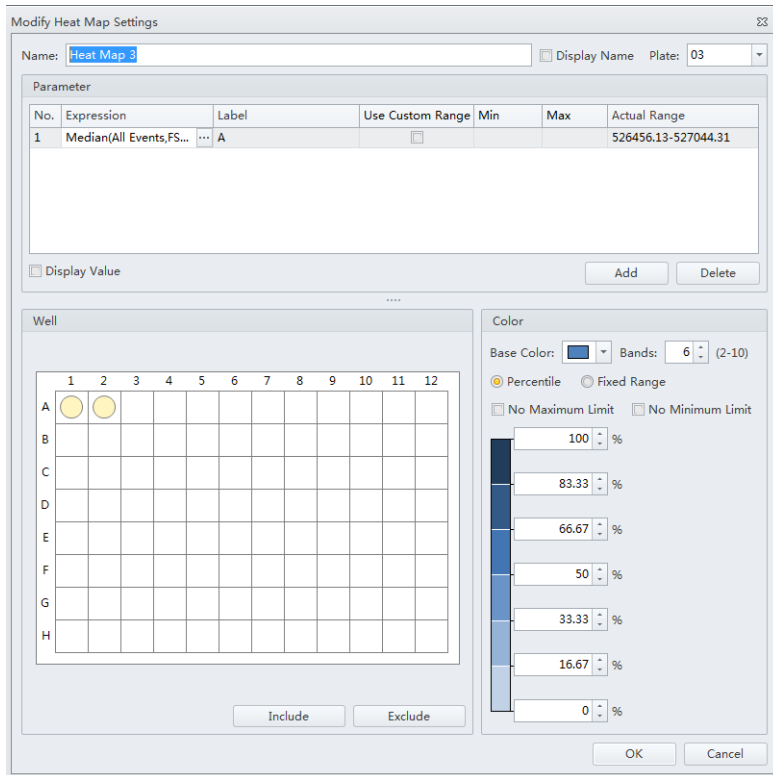 Modify Heat Map Settings
Name: Heat Map 3 Display Name Plate: 03
Parameter
No. Expression Label Use Custom Range Min Max Actual Range
1 Median(All Events,FS... ... A 526456.13-527044.31
Display Value Add Delete
Well
1 2 3 4 5 6 7 8 9 10 11 12
A
B
C
D
E
F
G
H
Include Exclude
Color
Base Color: Bands: 6 (2-10)
Percentile Fixed Range
No Maximum Limit No Minimum Limit
100 %
83.33 %
66.67 %
50 %
33.33 %
16.67 %
0 %
OK Cancel